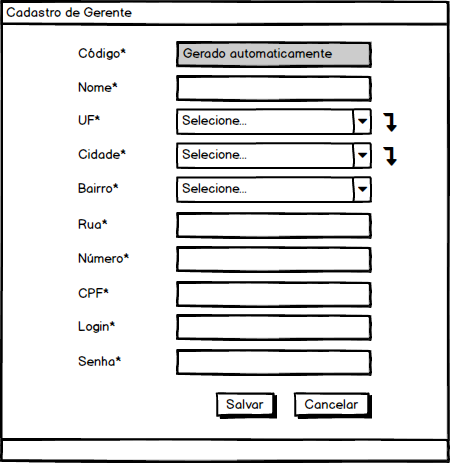 Cadastro de Gerente
Código* Gerado automaticamente
Nome*
UF* Selecione...
Cidade* Selecione...
Bairro* Selecione...
Rua*
Número*
CPF*
Login*
Senha*
Salvar Cancelar